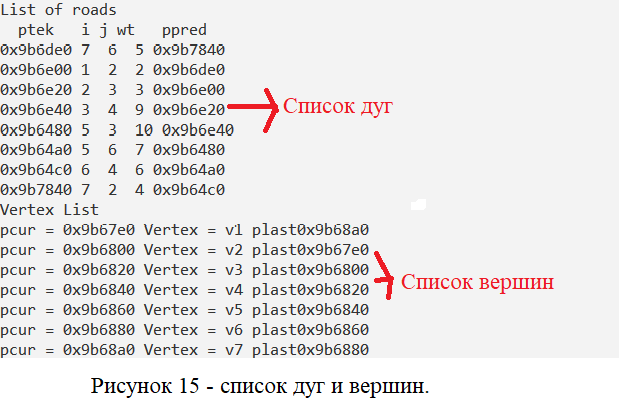 List of roads
ptek i j wt ppred
0x9b6de0 7 6 5 0x9b7840
0x9b6e00 1 2 2 0x9b6de0
0x9b6e20 2 3 3 0x9b6e00
0x9b6e40 3 4 9 0x9b6e20 Список дуг
0x9b6480 5 3 10 0x9b6e40
0x9b64a0 5 6 7 0x9b6480
0x9b64c0 6 4 6 0x9b64a0
0x9b7840 7 2 4 0x9b64c0
Vertex List
pcur = 0x9b67e0 Vertex = v1 plast0x9b68a0
pcur = 0x9b6800 Vertex = v2 plast0x9b67e0
pcur = 0x9b6820 Vertex = v3 plast0x9b6800 Список вершин
pcur = 0x9b6840 Vertex = v4 plast0x9b6820
pcur = 0x9b6860 Vertex = v5 plast0x9b6840
pcur = 0x9b6880 Vertex = v6 plast0x9b6860
pcur = 0x9b68a0 Vertex = v7 plast0x9b6880
Рисунок 15 - список дуг и вершин.